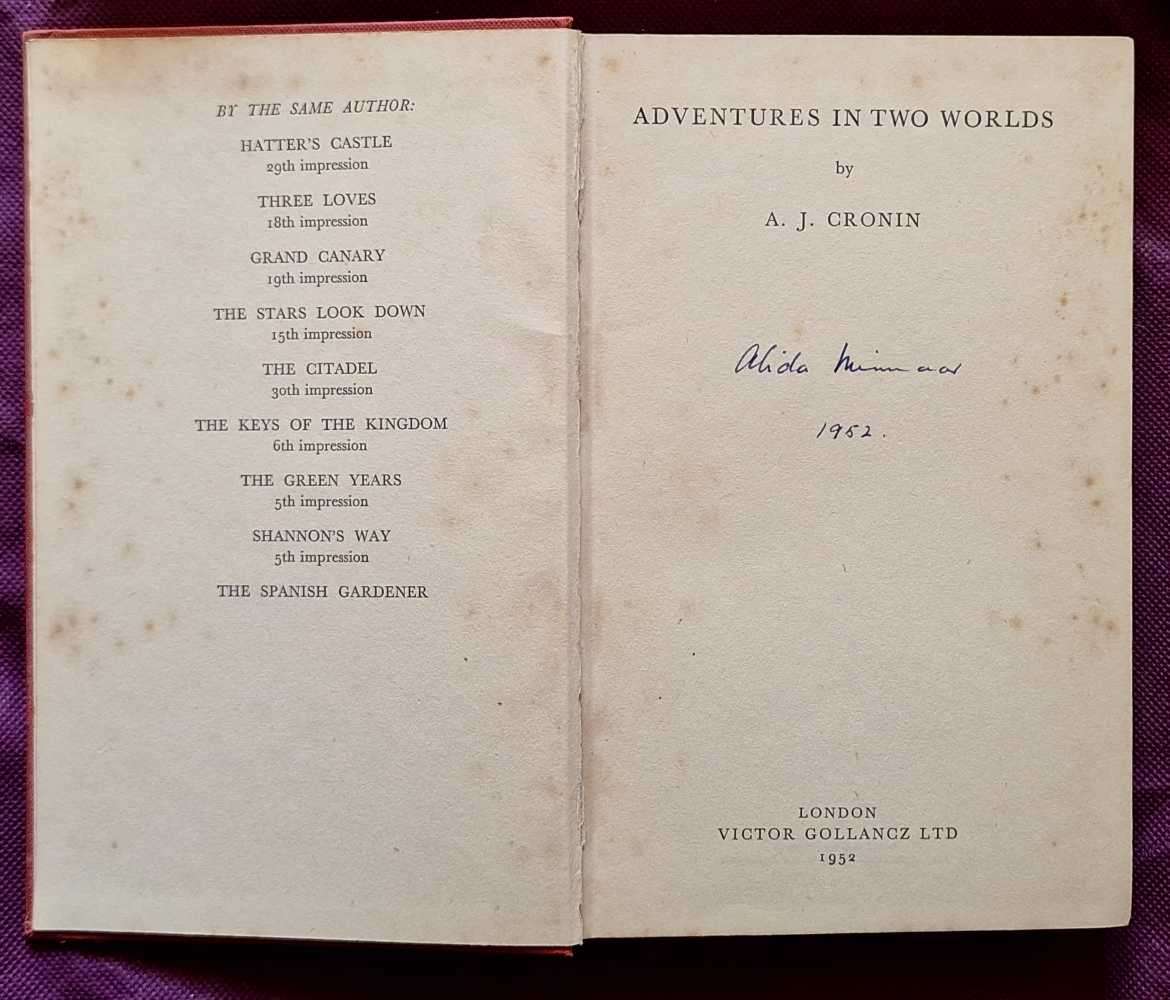 BY THE SAME AUTHOR:
HATTER'S CASTLE
29th impression
THREE LOVES
18th impression
GRAND CANARY
19th impression
THE STARS LOOK DOWN
15th impression
THE CITADEL
30th impression
THE KEYS OF THE KINGDOM
6th impression
THE GREEN YEARS
5th impression
SHANNON'S WAY
5th impression
THE SPANISH GARDENER
ADVENTURES IN TWO WORLDS
by
A. J. CRONIN
Alida Minnaar
1952.
LONDON
VICTOR GOLLANCZ LTD
1952